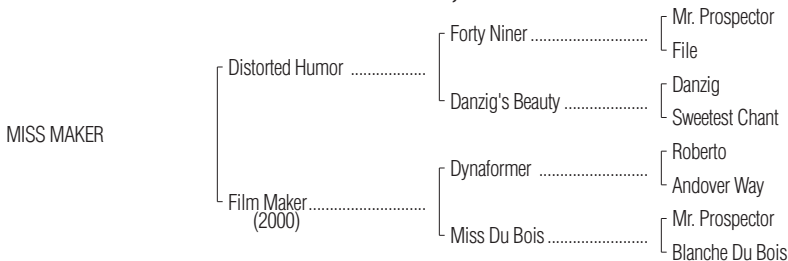 Mr. Prospector
Forty Niner ............................
File
Distorted Humor ..................
Danzig
Danzig's Beauty ....................
Sweetest Chant
MISS MAKER
Roberto
Dynaformer ..........................
Andover Way
Film Maker............................
(2000)
Mr. Prospector
Miss Du Bois ........................
Blanche Du Bois